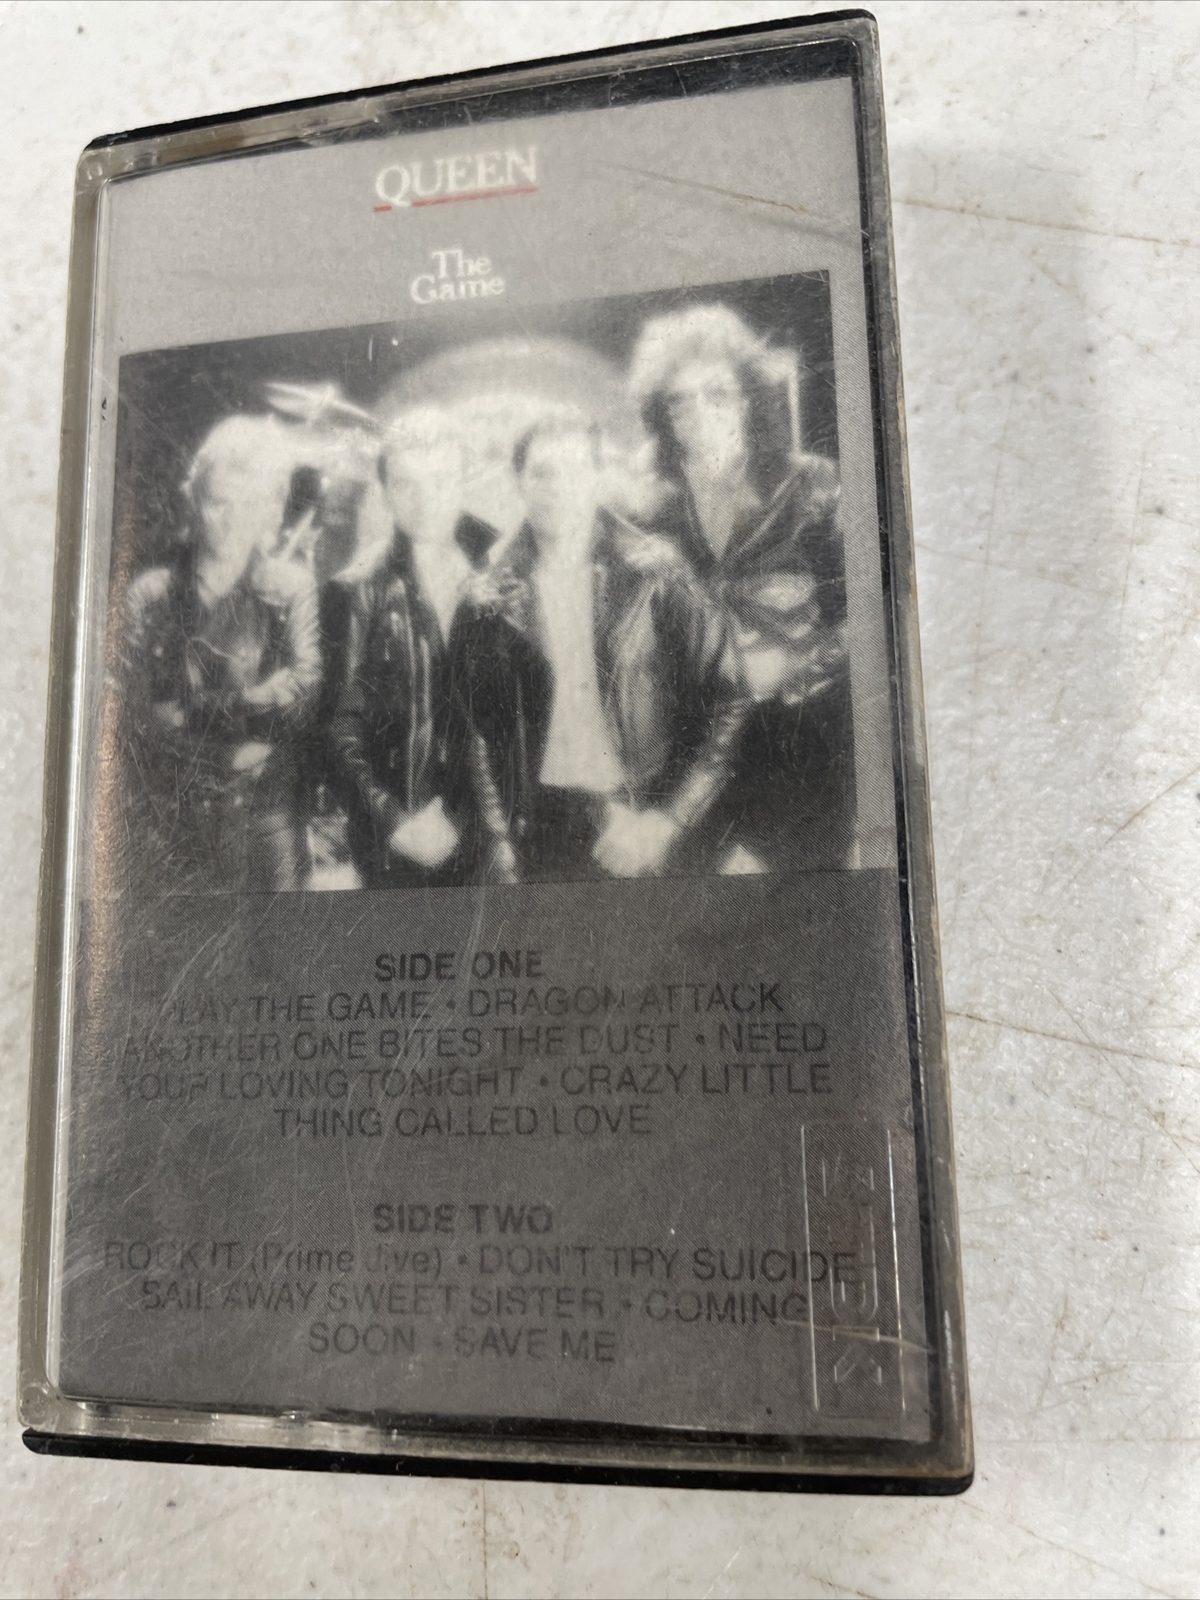 QUEEN
The
Game
SIDE ONE
PLAY THE GAME • DRAGON ATTACK
ANOTHER ONE BITES THE DUST • NEED
YOUR LOVING TONIGHT • CRAZY LITTLE
THING CALLED LOVE
SIDE TWO
ROCK IT (Prime Jive) • DON'T TRY SUICIDE
SAIL AWAY SWEET SISTER • COMING
SOON • SAVE ME